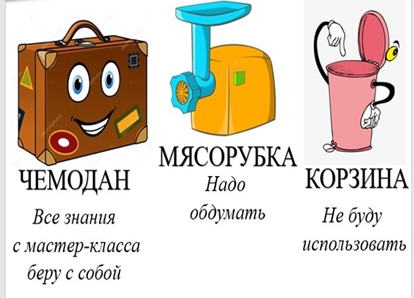 ЧЕМОДАН
Все знания
с мастер-класса
беру с собой
МЯСОРУБКА
Надо
обдумать
КОРЗИНА
Не буду
использовать